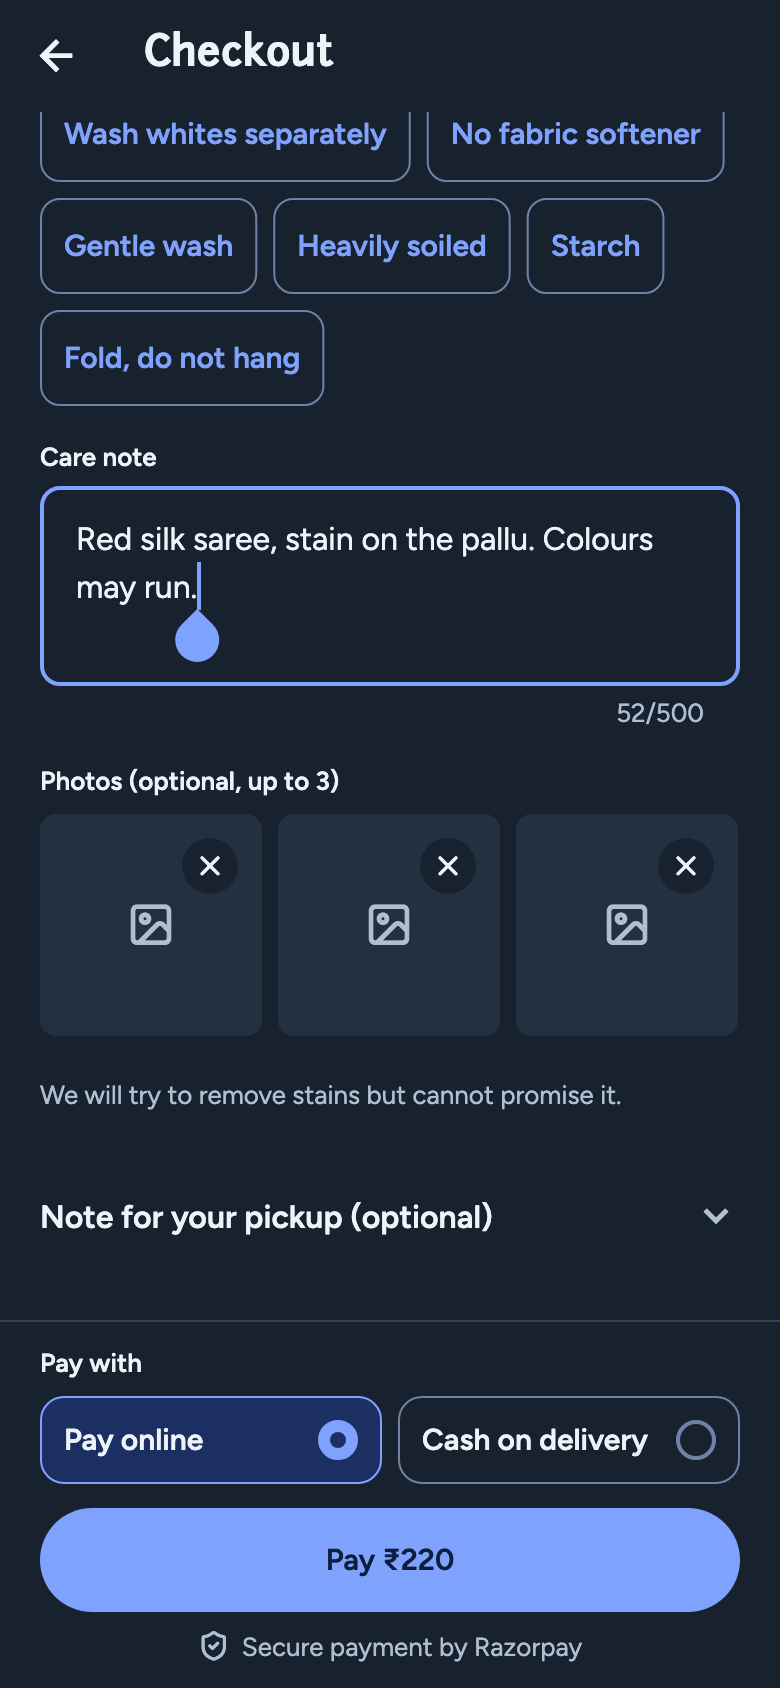 Checkout
Wash whites separately
No fabric softener
Gentle wash
Heavily soiled
Starch
Fold, do not hang
Care note
Red silk saree, stain on the pallu. Colours
may run.
52/500
Photos (optional, up to 3)
We will try to remove stains but cannot promise it.
Note for your pickup (optional)
Pay with
Pay online
Cash on delivery
Pay ₹220
Secure payment by Razorpay